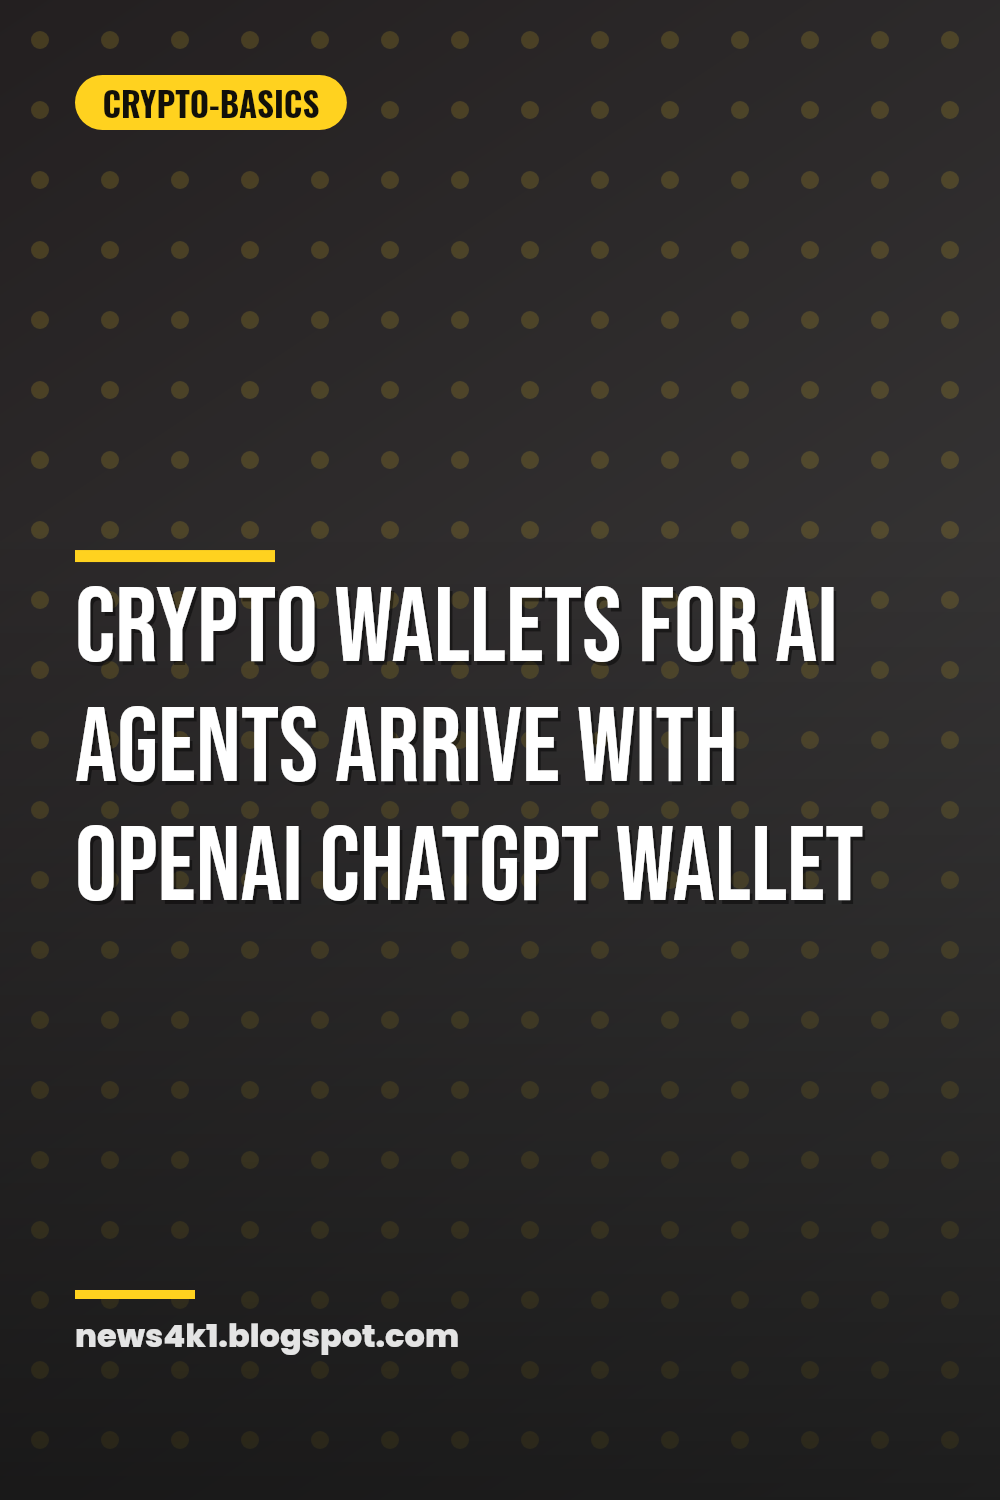 CRYPTO-BASICS
CRYPTO WALLETS FOR AI
AGENTS ARRIVE WITH
OPENAI CHATGPT WALLET
news4k1.blogspot.com